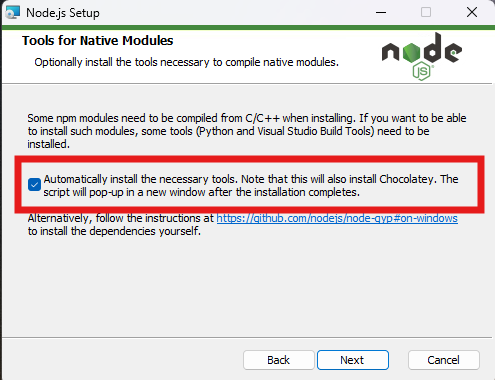 Node.js Setup
Tools for Native Modules
Optionally install the tools necessary to compile native modules.
node
JS
Some npm modules need to be compiled from C/C++ when installing. If you want to be able
to install such modules, some tools (Python and Visual Studio Build Tools) need to be
installed.
Automatically install the necessary tools. Note that this will also install Chocolatey. The
script will pop-up in a new window after the installation completes.
Alternatively, follow the instructions at https://github.com/nodejs/node-gyp#on-windows
to install the dependencies yourself.
Back Next Cancel